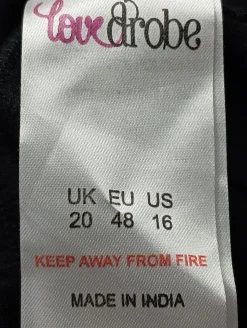 lovedrobe
UK EU US
20 48 16
KEEP AWAY FROM FIRE
MADE IN INDIA